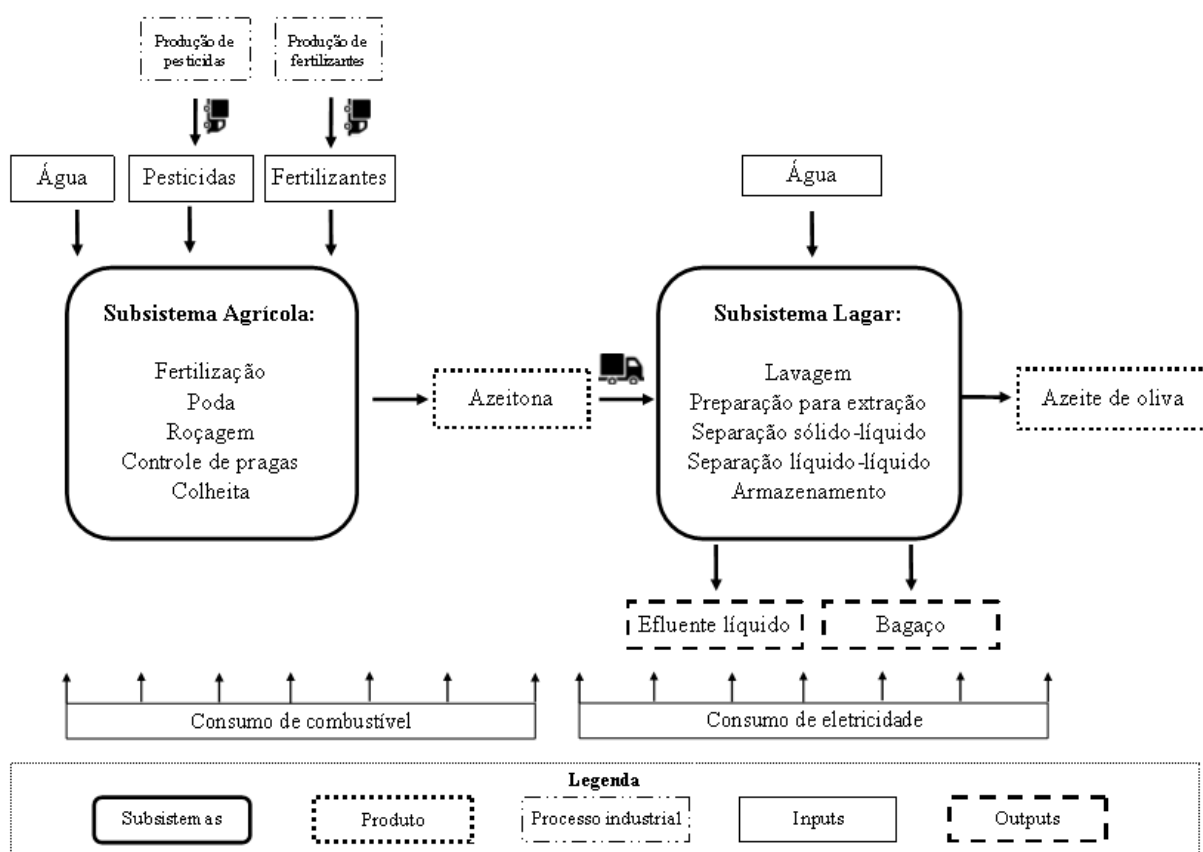 Produção de
pesticidas
Produção de
fertilizantes
Água
Pesticidas
Fertilizantes
Água
Subsistema Agrícola:
Fertilização
Poda
Roçagem
Controle de pragas
Colheita
Azeitona
Subsistema Lagar:
Lavagem
Preparação para extração
Separação sólido-líquido
Separação líquido-líquido
Armazenamento
Azeite de oliva
Efluente líquido
Bagaço
Consumo de combustível
Consumo de eletricidade
Legenda
Subsistemas
Produto
Processo industrial
Inputs
Outputs